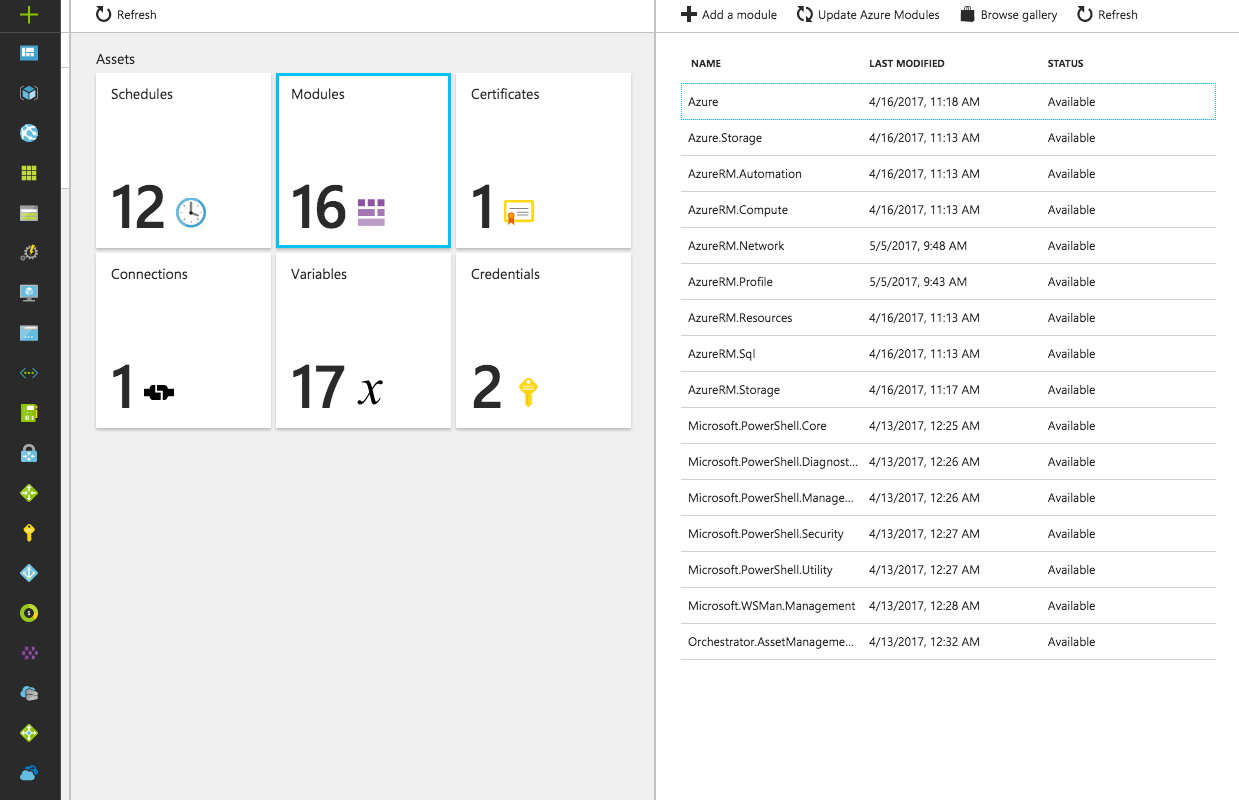 Refresh
Assets
Schedules
12
Modules
16
Certificates
1
Connections
1
Variables
17 x
Credentials
2
Add a module Update Azure Modules Browse gallery Refresh
NAME LAST MODIFIED STATUS
Azure 4/16/2017, 11:18 AM Available
Azure.Storage 4/16/2017, 11:13 AM Available
AzureRM.Automation 4/16/2017, 11:13 AM Available
AzureRM.Compute 4/16/2017, 11:13 AM Available
AzureRM.Network 5/5/2017, 9:48 AM Available
AzureRM.Profile 5/5/2017, 9:43 AM Available
AzureRM.Resources 4/16/2017, 11:13 AM Available
AzureRM.Sql 4/16/2017, 11:13 AM Available
AzureRM.Storage 4/16/2017, 11:17 AM Available
Microsoft.PowerShell.Core 4/13/2017, 12:25 AM Available
Microsoft.PowerShell.Diagnost... 4/13/2017, 12:26 AM Available
Microsoft.PowerShell.Manage... 4/13/2017, 12:26 AM Available
Microsoft.PowerShell.Security 4/13/2017, 12:27 AM Available
Microsoft.PowerShell.Utility 4/13/2017, 12:27 AM Available
Microsoft.WSMan.Management 4/13/2017, 12:28 AM Available
Orchestrator.AssetManageme... 4/13/2017, 12:32 AM Available